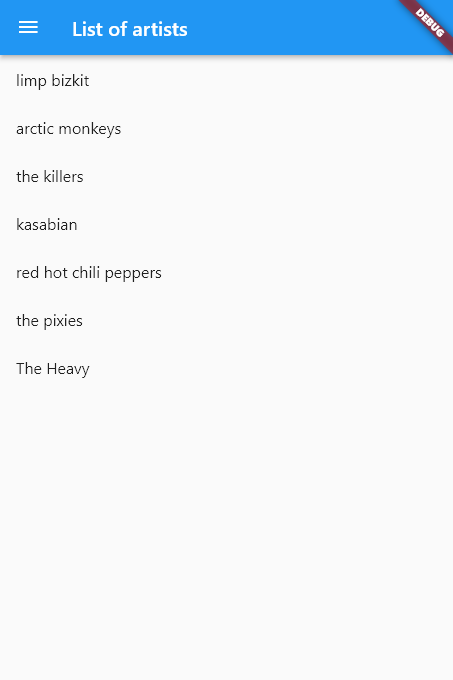 List of artists
DEBUG
limp bizkit
arctic monkeys
the killers
kasabian
red hot chili peppers
the pixies
The Heavy